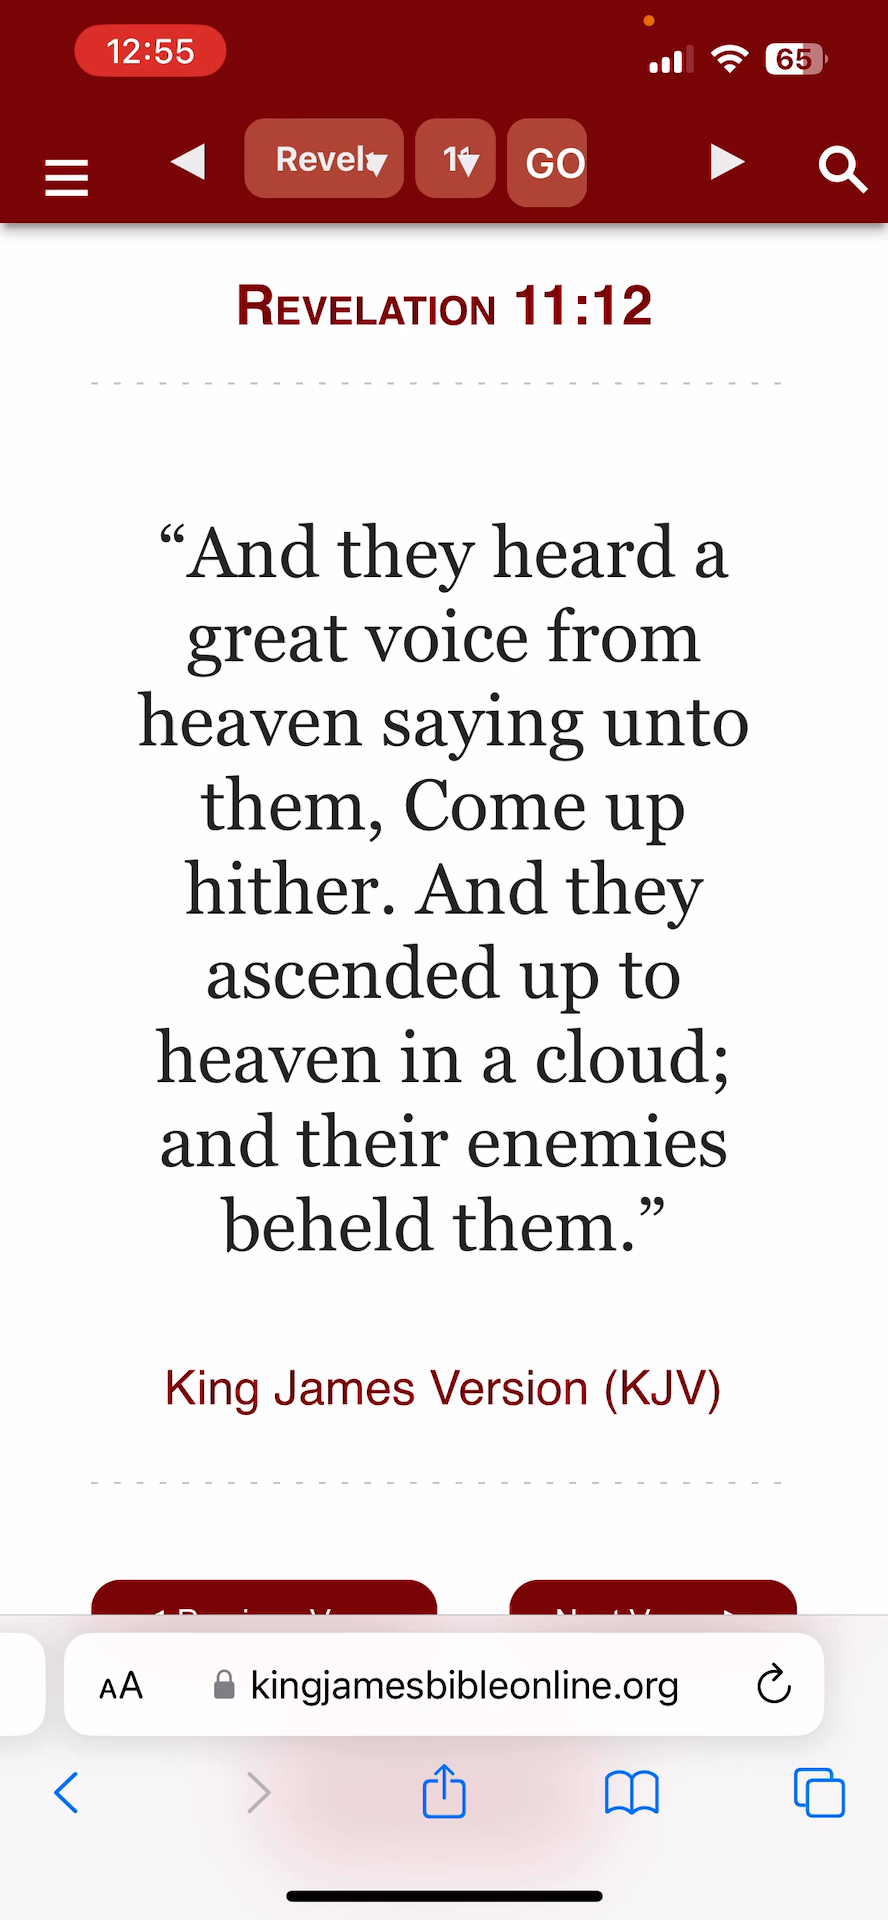 12:55
65
Revela
11
GO
REVELATION 11:12
“And they heard a
great voice from
heaven saying unto
them, Come up
hither. And they
ascended up to
heaven in a cloud;
and their enemies
beheld them.”
King James Version (KJV)
AA
kingjamesbibleonline.org